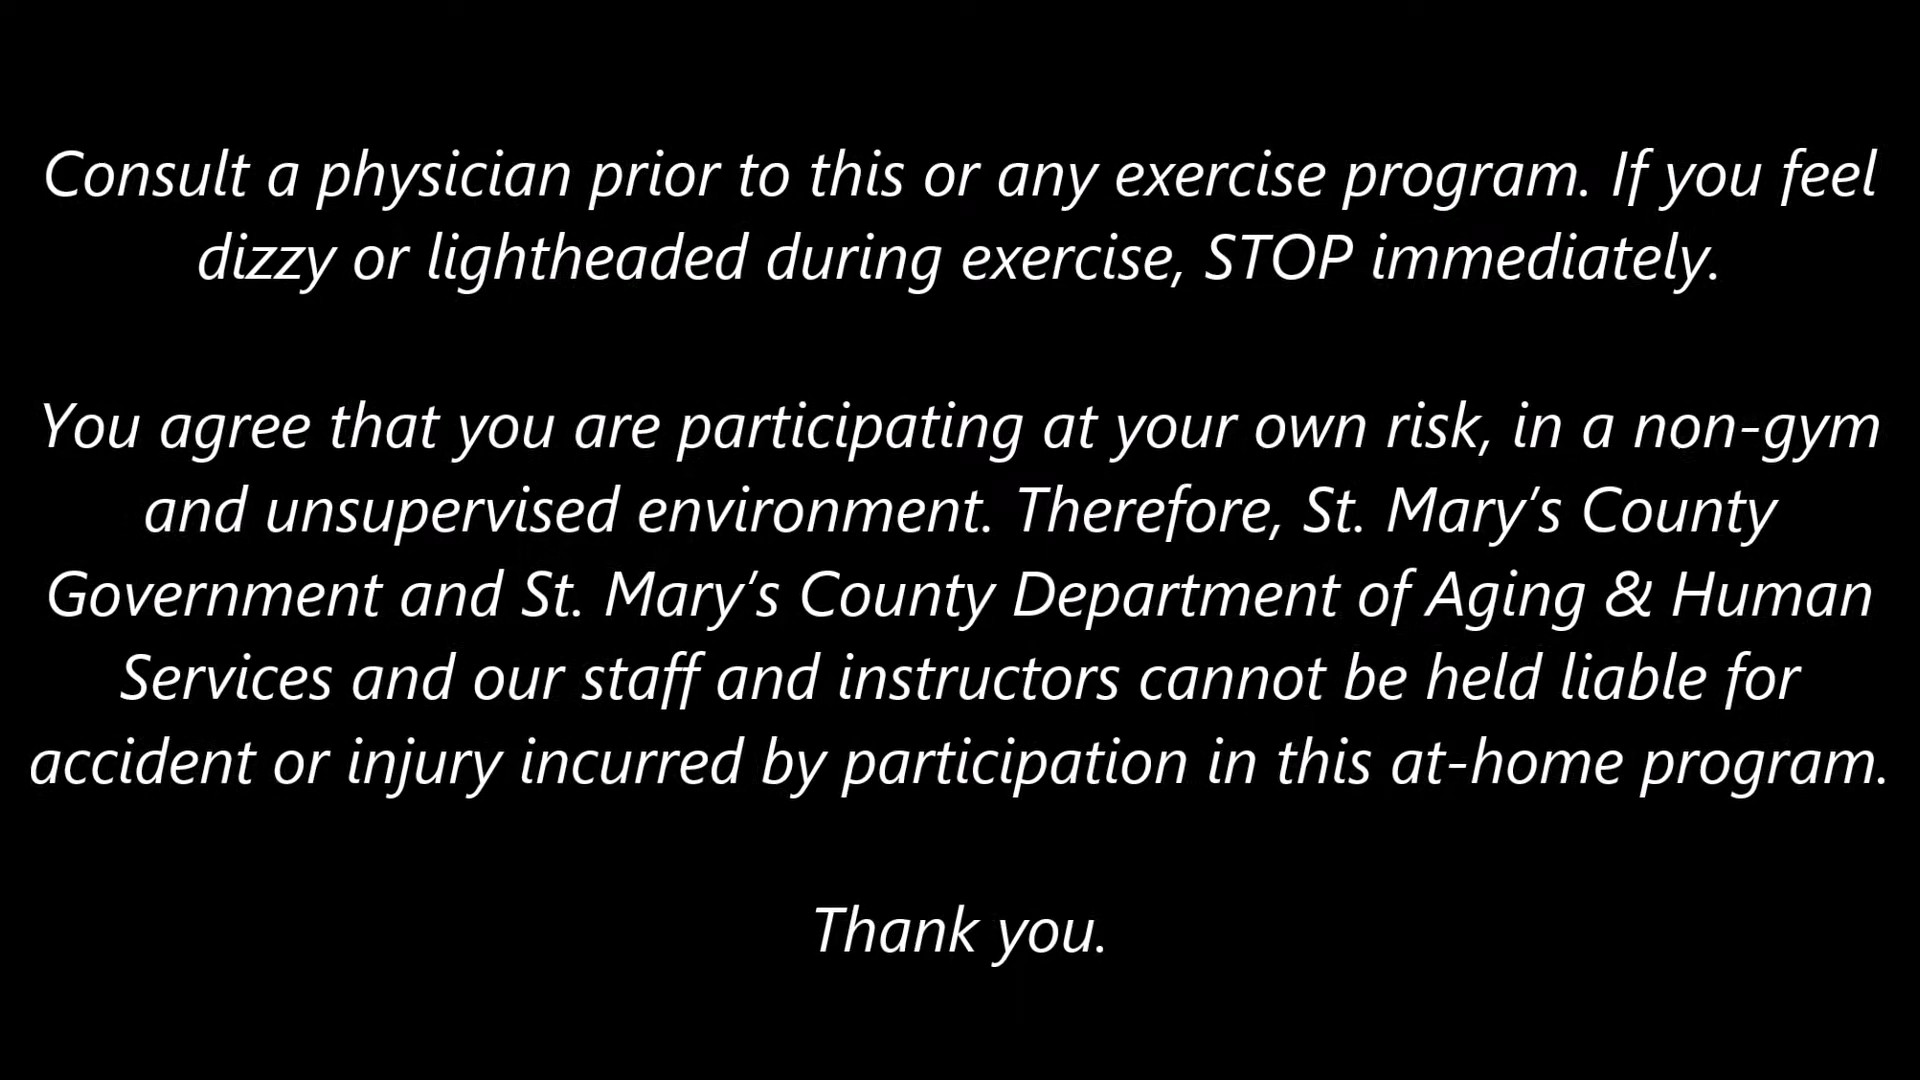 Consult a physician prior to this or any exercise program. If you feel
dizzy or lightheaded during exercise, STOP immediately.
You agree that you are participating at your own risk, in a non-gym
and unsupervised environment. Therefore, St. Mary’s County
Government and St. Mary’s County Department of Aging & Human
Services and our staff and instructors cannot be held liable for
accident or injury incurred by participation in this at-home program.
Thank you.